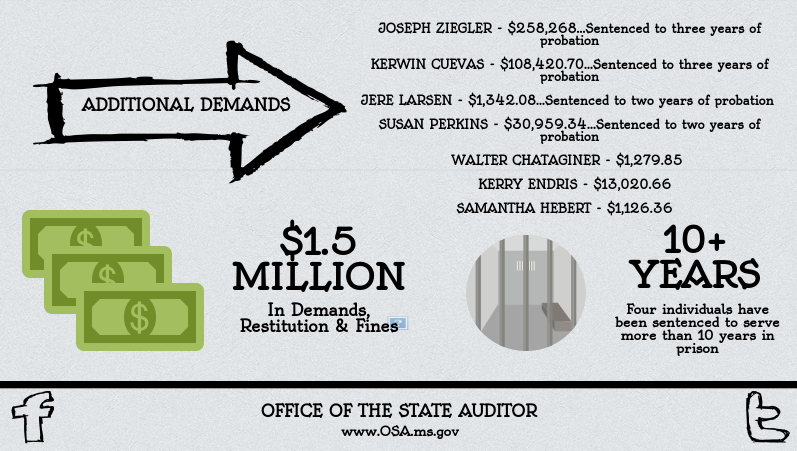 JOSEPH ZIEGLER - $258,268...Sentenced to three years of
probation
KERWIN CUEVAS - $108,420.70...Sentenced to three years of
probation
ADDITIONAL DEMANDS
JERE LARSEN - $1,342.08...Sentenced to two years of probation
SUSAN PERKINS - $30,959.34...Sentenced to two years of
probation
WALTER CHATAGINER - $1,279.85
KERRY ENDRIS - $13,020.66
SAMANTHA HEBERT - $1,126.36
$1.5
MILLION
In Demands,
Restitution & Fines
10+
YEARS
Four individuals have
been sentenced to serve
more than 10 years in
prison
OFFICE OF THE STATE AUDITOR
www.OSA.ms.gov